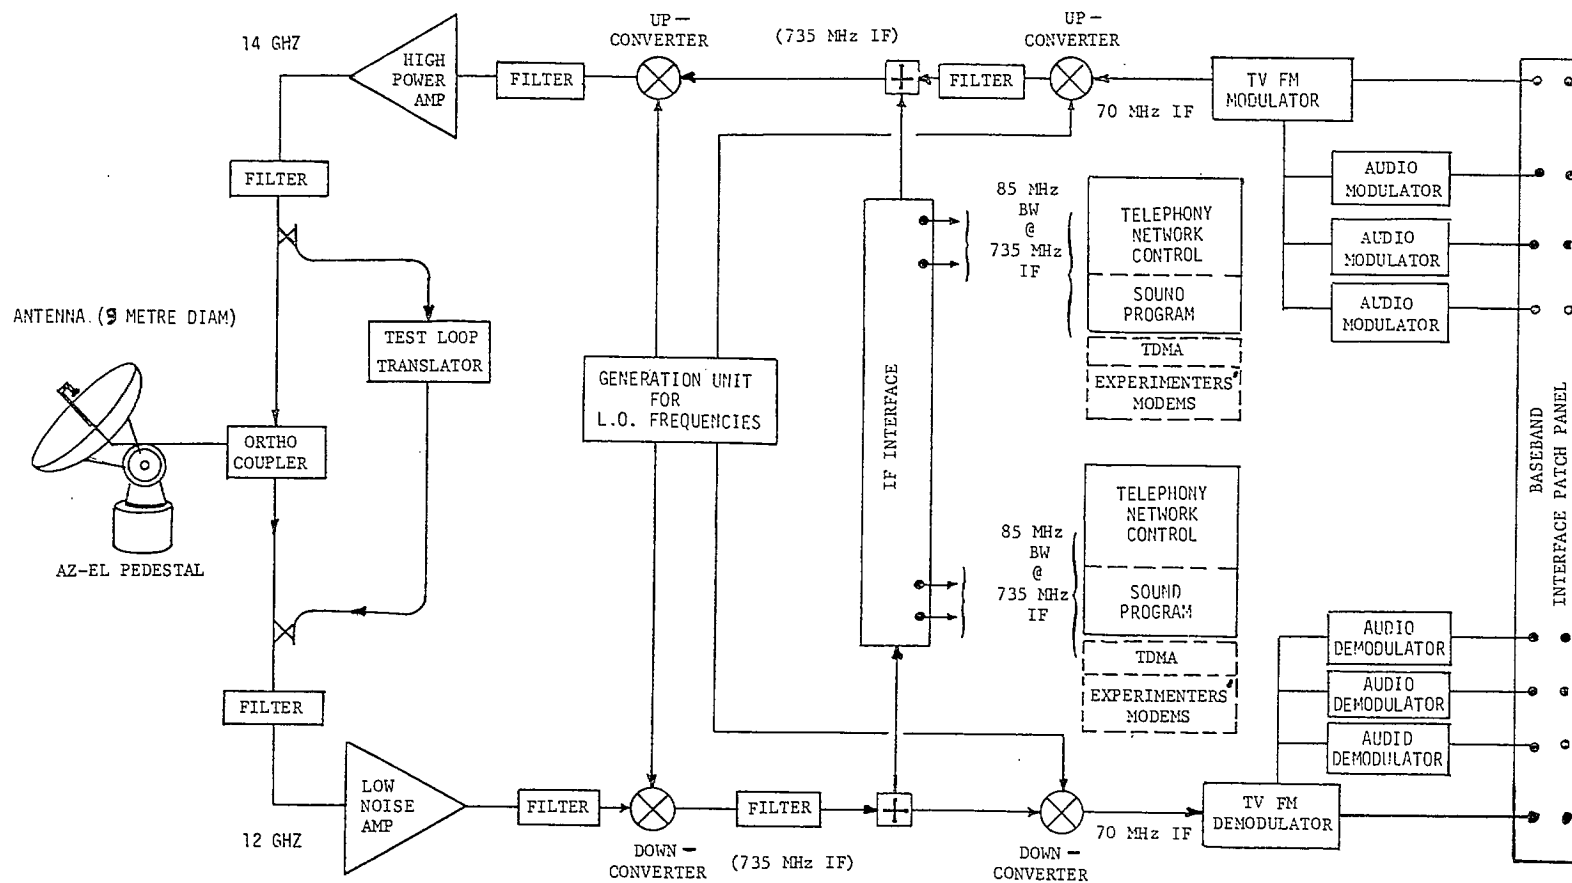 UP-
CONVERTER
(735 MHz IF)
UP-
CONVERTER
14 GHZ
HIGH
POWER
AMP
FILTER
FILTER
TV FM
MODULATOR
70 MHz IF
FILTER
AUDIO
MODULATOR
AUDIO
MODULATOR
AUDIO
MODULATOR
85 MHz
BW
@
735 MHz
IF
TELEPHONY
NETWORK
CONTROL
SOUND
PROGRAM
TDMA
EXPERIMENTERS'
MODEMS
ANTENNA.(9 METRE DIAM)
TEST LOOP
TRANSLATOR
GENERATION UNIT
FOR
L.O. FREQUENCIES
IF INTERFACE
ORTHO
COUPLER
AZ-EL PEDESTAL
BASEBAND
INTERFACE PATCH PANEL
85 MHz
BW
@
735 MHz
IF
TELEPHONY
NETWORK
CONTROL
SOUND
PROGRAM
TDMA
EXPERIMENTERS'
MODEMS
AUDIO
DEMODULATOR
AUDIO
DEMODULATOR
AUDIO
DEMODULATOR
FILTER
LOW
NOISE
AMP
12 GHZ
FILTER
FILTER
DOWN-
CONVERTER
(735 MHz IF)
DOWN-
CONVERTER
70 MHz IF
TV FM
DEMODULATOR